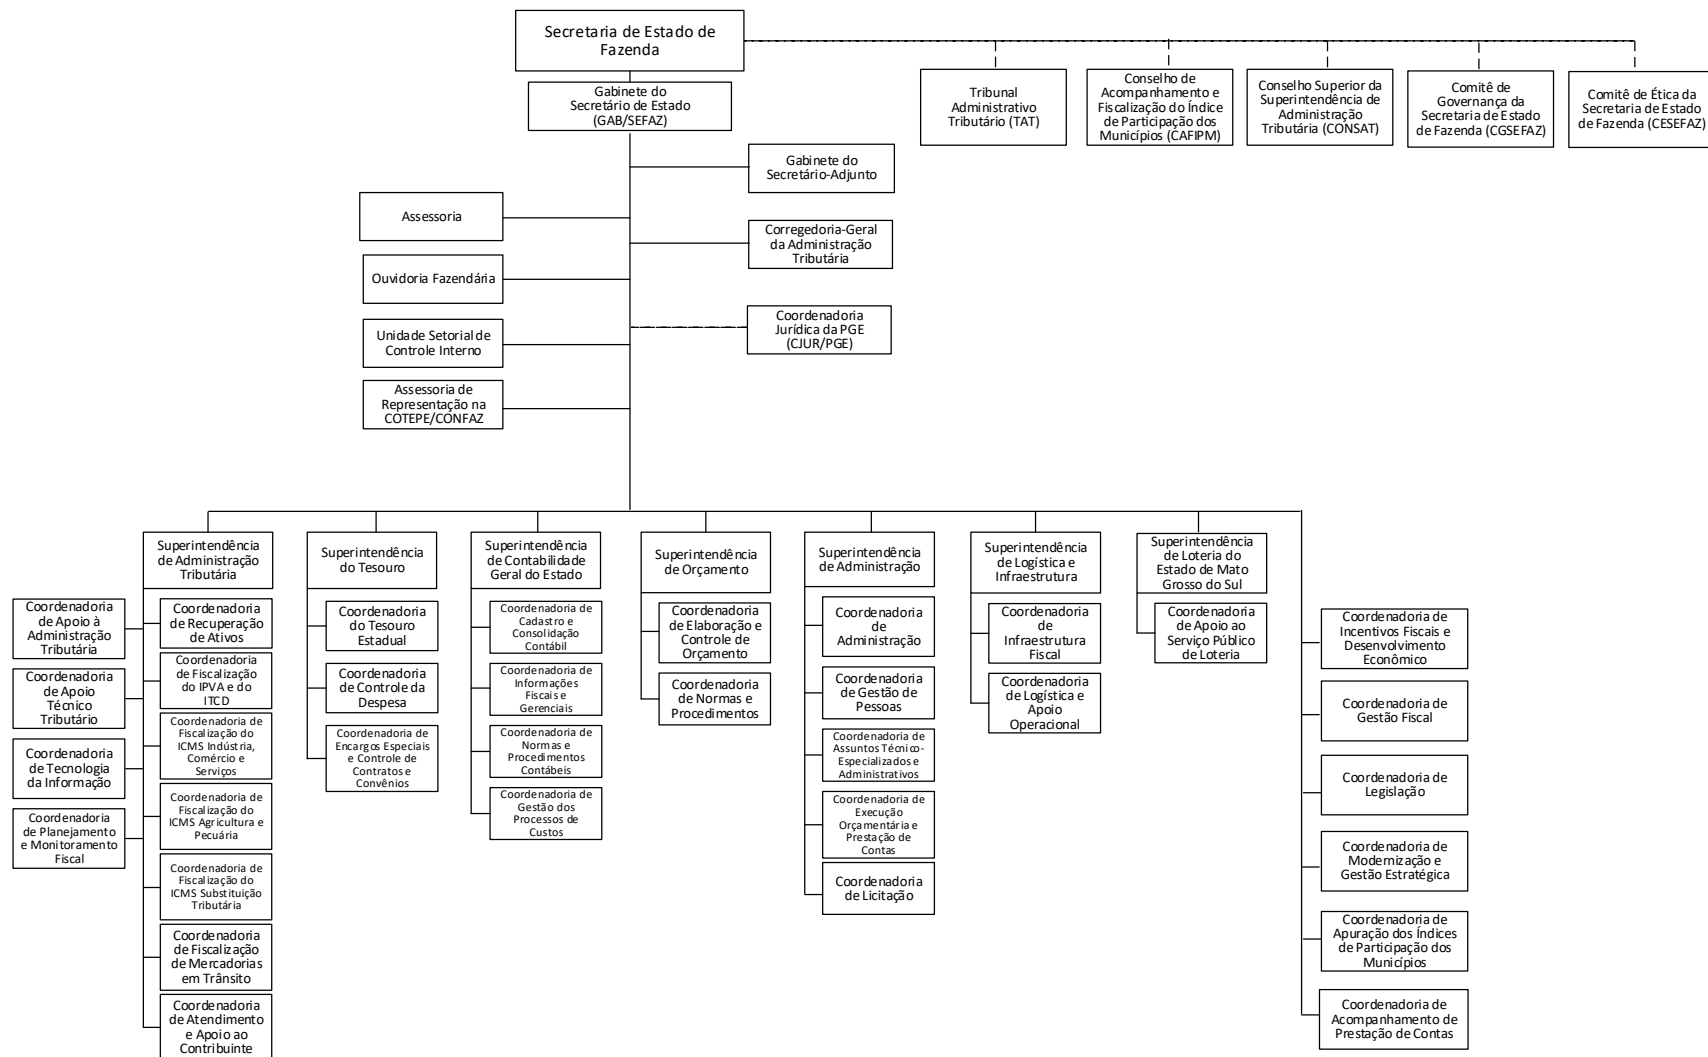 Secretaria de Estado de
Fazenda
Gabinete do
Secretário de Estado
(GAB/SEFAZ)
Tribunal
Administrativo
Tributário (TAT)
Conselho de
Acompanhamento e
Fiscalização do Índice
de Participação dos
Municípios (CAFIPM)
Conselho Superior da
Superintendência de
Administração
Tributária (CONSAT)
Comitê de
Governança da
Secretaria de Estado
de Fazenda (CGSEFAZ)
Comitê de Ética da
Secretaria de Estado
de Fazenda (CESEFAZ)
Gabinete do
Secretário-Adjunto
Assessoria
Corregedoria-Geral
da Administração
Tributária
Ouvidoria Fazendária
Coordenadoria
Jurídica da PGE
(CJUR/PGE)
Unidade Setorial de
Controle Interno
Assessoria de
Representação na
COTEPE/CONFAZ
Superintendência
de Administração
Tributária
Coordenadoria
de Apoio à
Administração
Tributária
Coordenadoria
de Apoio
Técnico
Tributário
Coordenadoria
de Tecnologia
da Informação
Coordenadoria
de Planejamento
e Monitoramento
Fiscal
Coordenadoria
de Recuperação
de Ativos
Coordenadoria
de Fiscalização
do IPVA e do
ITCD
Coordenadoria de
Fiscalização do
ICMS Indústria,
Comércio e
Serviços
Coordenadoria de
Fiscalização do
ICMS Agricultura e
Pecuária
Coordenadoria de
Fiscalização do
ICMS Substituição
Tributária
Coordenadoria
de Fiscalização
de Mercadorias
em Trânsito
Coordenadoria
de Atendimento
e Apoio ao
Contribuinte
Superintendência
do Tesouro
Coordenadoria
do Tesouro
Estadual
Coordenadoria
de Controle da
Despesa
Coordenadoria de
Encargos Especiais
e Controle de
Contratos e
Convênios
Superintendência
de Contabilidade
Geral do Estado
Coordenadoria de
Cadastro e
Consolidação
Contábil
Coordenadoria de
Informações
Fiscais e
Gerenciais
Coordenadoria de
Normas e
Procedimentos
Contábeis
Coordenadoria de
Gestão dos
Processos de
Custos
Superintendência
de Orçamento
Coordenadoria
de Elaboração e
Controle de
Orçamento
Coordenadoria
de Normas e
Procedimentos
Superintendência
de Administração
Coordenadoria
de
Administração
Coordenadoria
de Gestão de
Pessoas
Coordenadoria de
Assuntos Técnico-
Especializados e
Administrativos
Coordenadoria de
Execução
Orçamentária e
Prestação de
Contas
Coordenadoria
de Licitação
Superintendência
de Logística e
Infraestrutura
Coordenadoria
de
Infraestrutura
Fiscal
Coordenadoria
de Logística e
Apoio
Operacional
Superintendência
de Loteria do
Estado de Mato
Grosso do Sul
Coordenadoria
de Apoio ao
Serviço Público
de Loteria
Coordenadoria de
Incentivos Fiscais e
Desenvolvimento
Econômico
Coordenadoria de
Gestão Fiscal
Coordenadoria de
Legislação
Coordenadoria de
Modernização e
Gestão Estratégica
Coordenadoria de
Apuração dos Índices
de Participação dos
Municípios
Coordenadoria de
Acompanhamento de
Prestação de Contas